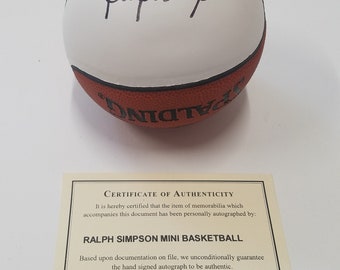 SPALDING
CERTIFICATE OF AUTHENTICITY
It is hereby certified that the item of memorabilia which
accompanies this document has been personally autographed by:
RALPH SIMPSON MINI BASKETBALL
Based upon documentation on file, we unconditionally guarantee
the hand signed autograph to be authentic.